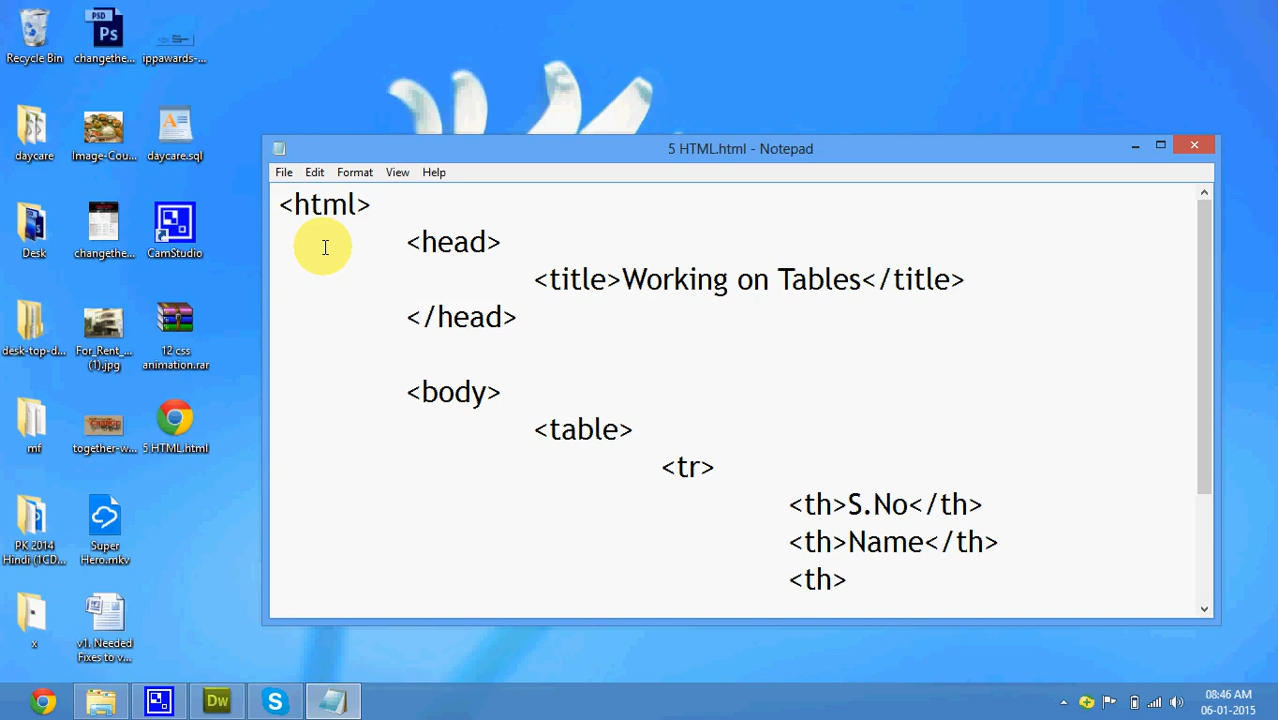 Recycle Bin
changethe...
ippawards-...
daycare
Image-Cou...
daycare.sql
Desk
changethe...
CamStudio
desk-top-d...
For_Rent_...
(1).jpg
12 css
animation.rar
mf
together-w...
5 HTML.html
PK 2014
Hindi (1CD...
Super
Hero.mkv
x
v1. Needed
Fixes to v...
5 HTML.html - Notepad
File Edit Format View Help
<html>
<head>
<title>Working on Tables</title>
</head>
<body>
<table>
<tr>
<th>S.No</th>
<th>Name</th>
<th>
PSD
Ps
Dw
08:46 AM
06-01-2015